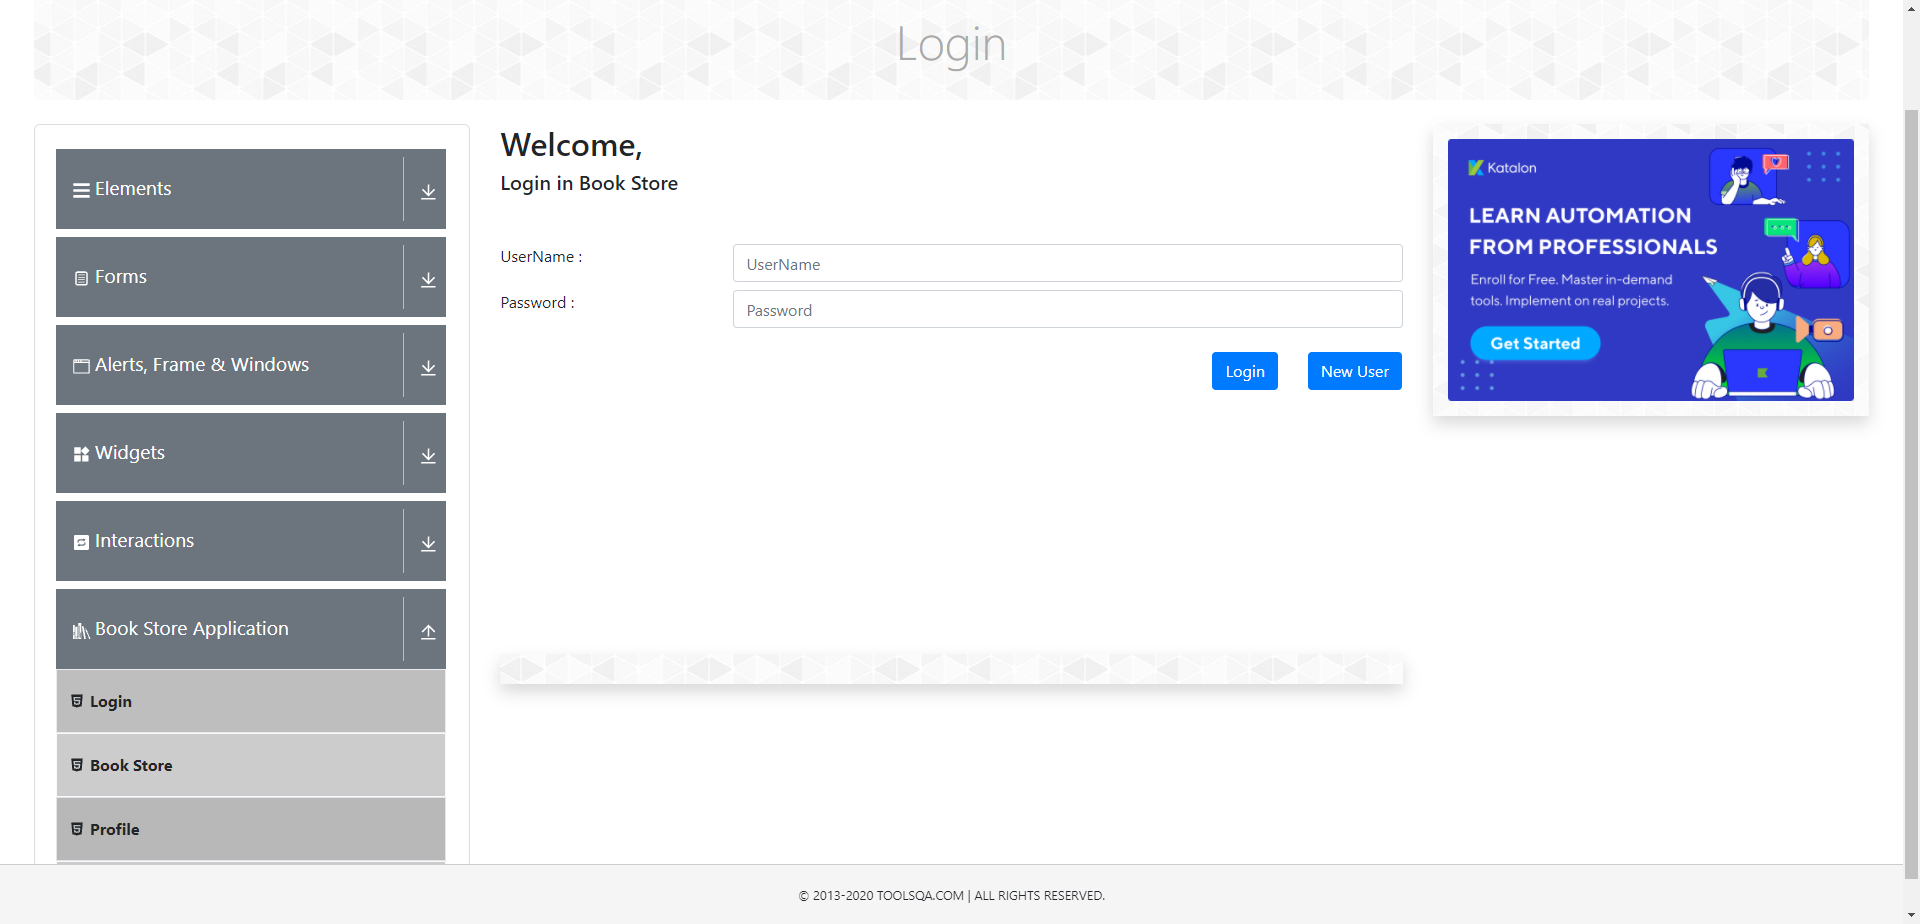 Login
Elements
Forms
Alerts, Frame & Windows
Widgets
Interactions
Book Store Application
Login
Book Store
Profile
Welcome,
Login in Book Store
UserName :
UserName
Password :
Password
Login
New User
Katalon
LEARN AUTOMATION
FROM PROFESSIONALS
Enroll for Free. Master in-demand
tools. Implement on real projects.
Get Started
© 2013-2020 TOOLSQA.COM | ALL RIGHTS RESERVED.